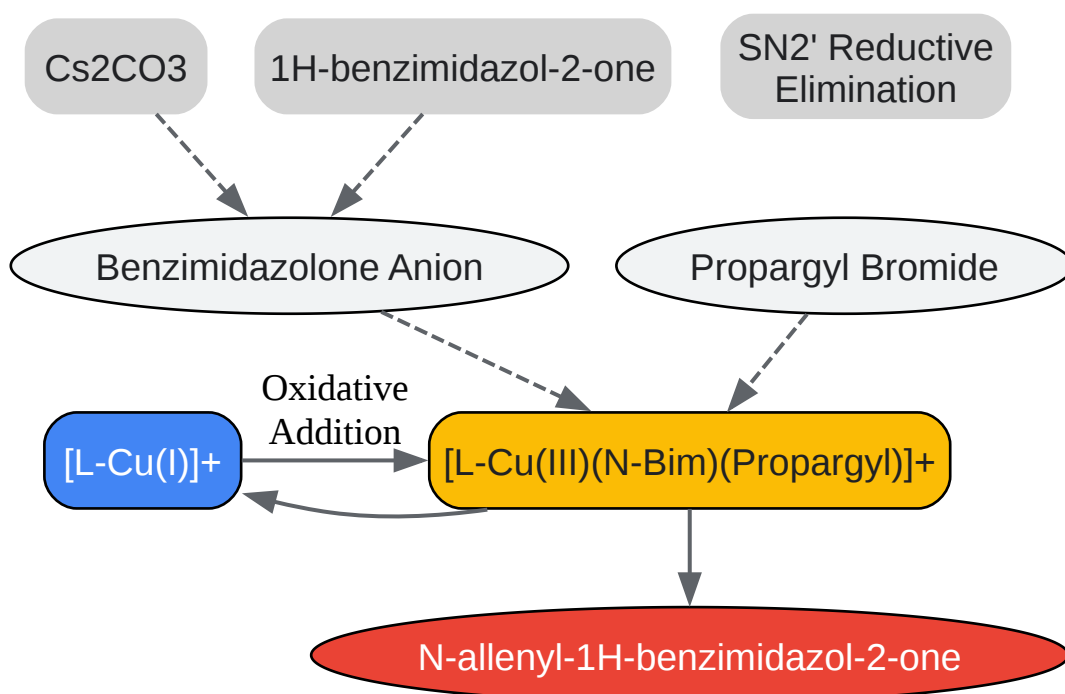 Cs2CO3
1H-benzimidazol-2-one
SN2' Reductive
Elimination
Benzimidazolone Anion
Propargyl Bromide
Oxidative
Addition
[L-Cu(I)]+
[L-Cu(III)(N-Bim)(Propargyl)]+
N-allenyl-1H-benzimidazol-2-one